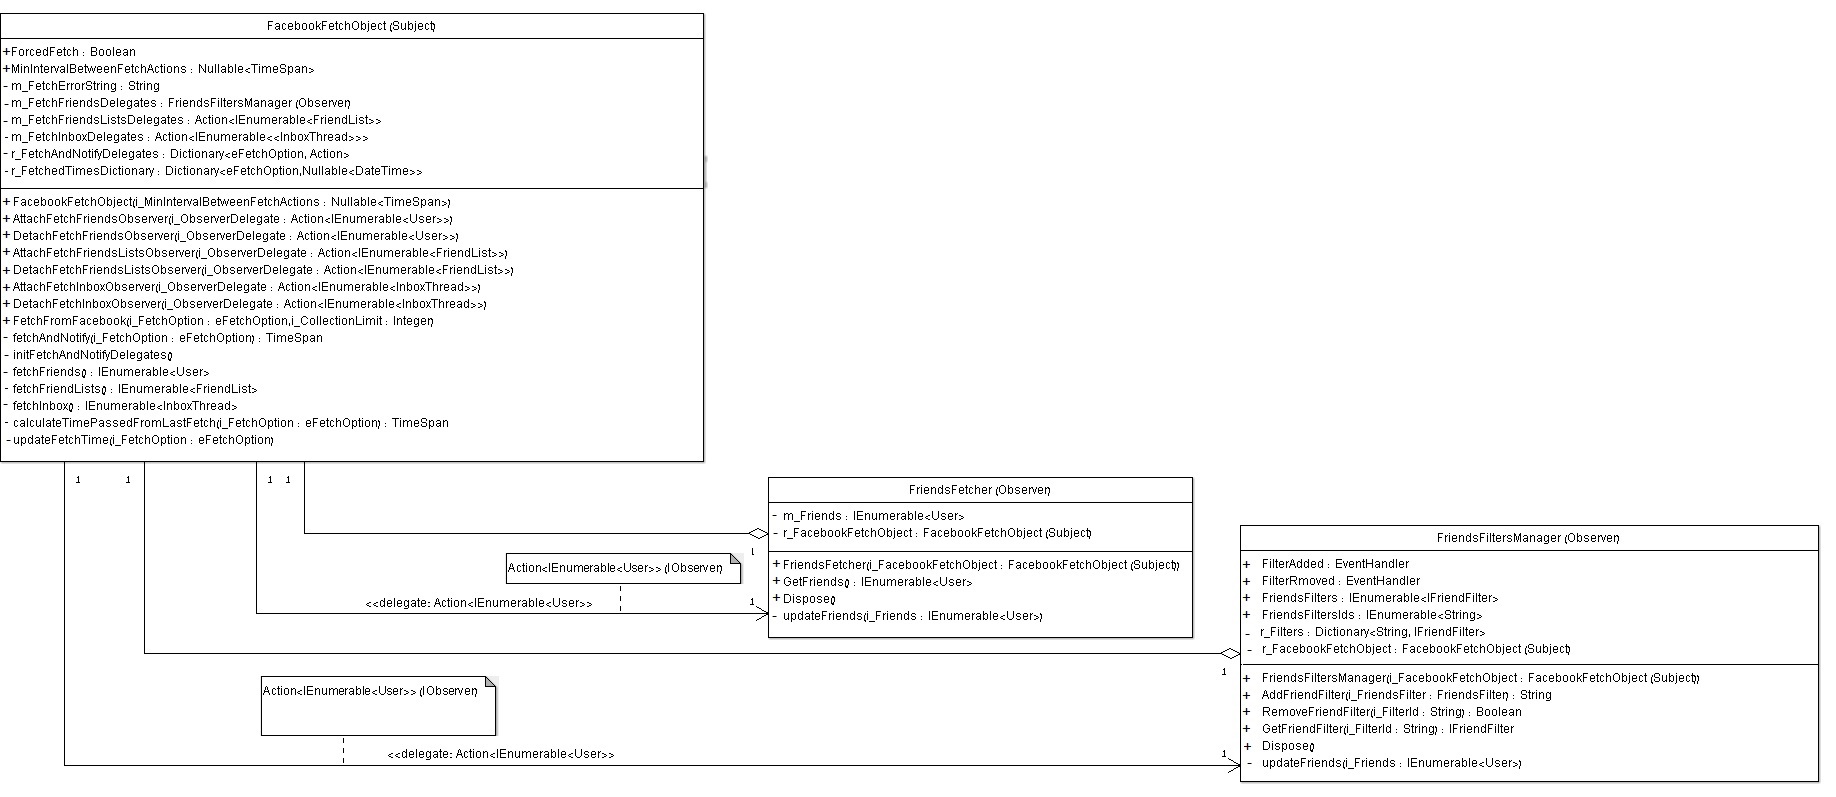 FacebookFetchObject (Subject)
+ForcedFetch : Boolean
+MinIntervalBetweenFetchActions : Nullable<TimeSpan>
- m_FetchErrorString : String
- m_FetchFriendsDelegates : FriendsFiltersManager (Observer)
- m_FetchFriendsListsDelegates : Action<IEnumerable<FriendList>>
- m_FetchInboxDelegates : Action<IEnumerable<<InboxThread>>>
- r_FetchAndNotifyDelegates : Dictionary<eFetchOption, Action>
- r_FetchedTimesDictionary : Dictionary<eFetchOption,Nullable<DateTime>>
+ FacebookFetchObject(i_MinIntervalBetweenFetchActions : Nullable<TimeSpan>)
+ AttachFetchFriendsObserver(i_ObserverDelegate : Action<IEnumerable<User>>)
+ DetachFetchFriendsObserver(i_ObserverDelegate : Action<IEnumerable<User>>)
+ AttachFetchFriendsListsObserver(i_ObserverDelegate : Action<IEnumerable<FriendList>>)
+ DetachFetchFriendsListsObserver(i_ObserverDelegate : Action<IEnumerable<FriendList>>)
+ AttachFetchInboxObserver(i_ObserverDelegate : Action<IEnumerable<InboxThread>>)
+ DetachFetchInboxObserver(i_ObserverDelegate : Action<IEnumerable<InboxThread>>)
+ FetchFromFacebook(i_FetchOption : eFetchOption,i_CollectionLimit : Integer)
- fetchAndNotify(i_FetchOption : eFetchOption) : TimeSpan
- initFetchAndNotifyDelegates()
- fetchFriends() : IEnumerable<User>
- fetchFriendLists() : IEnumerable<FriendList>
- fetchInbox() : IEnumerable<InboxThread>
- calculateTimePassedFromLastFetch(i_FetchOption : eFetchOption) : TimeSpan
- updateFetchTime(i_FetchOption : eFetchOption)
1 1 1 1
FriendsFetcher (Observer)
- m_Friends : IEnumerable<User>
- r_FacebookFetchObject : FacebookFetchObject (Subject)
+ FriendsFetcher(i_FacebookFetchObject : FacebookFetchObject (Subject))
+ GetFriends() : IEnumerable<User>
+ Dispose()
- updateFriends(i_Friends : IEnumerable<User>)
1
Action<IEnumerable<User>> (IObserver)
<<delegate: Action<IEnumerable<User>>
1
FriendsFiltersManager (Observer)
+ FilterAdded : EventHandler
+ FilterRmoved : EventHandler
+ FriendsFilters : IEnumerable<IFriendFilter>
+ FriendsFiltersIds : IEnumerable<String>
- r_Filters : Dictionary<String, IFriendFilter>
- r_FacebookFetchObject : FacebookFetchObject (Subject)
+ FriendsFiltersManager(i_FacebookFetchObject : FacebookFetchObject (Subject))
+ AddFriendFilter(i_FriendsFilter : FriendsFilter) : String
+ RemoveFriendFilter(i_FilterId : String) : Boolean
+ GetFriendFilter(i_FilterId : String) : IFriendFilter
+ Dispose()
- updateFriends(i_Friends : IEnumerable<User>)
1
Action<IEnumerable<User>> (IObserver)
<<delegate: Action<IEnumerable<User>>
1